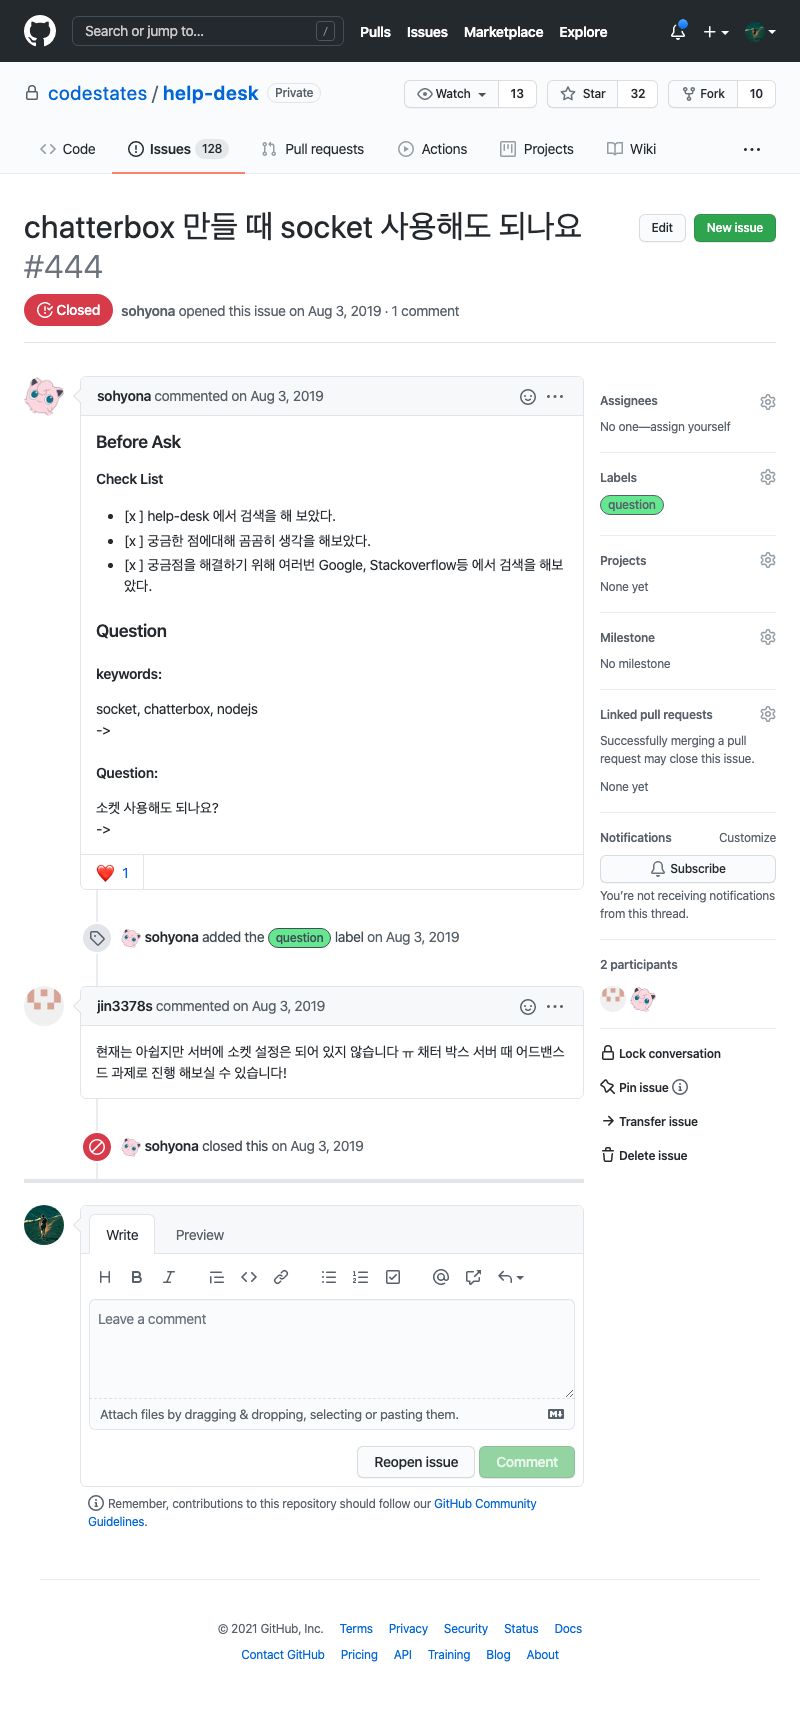 Search or jump to... /
Pulls Issues Marketplace Explore
codestates / help-desk Private
Watch 13 Star 32 Fork 10
Code Issues 128 Pull requests Actions Projects Wiki
chatterbox 만들 때 socket 사용해도 되나요
#444
Edit New issue
Closed sohyona opened this issue on Aug 3, 2019 · 1 comment
sohyona commented on Aug 3, 2019
Before Ask
Check List
• [x ] help-desk 에서 검색을 해 보았다.
• [x ] 궁금한 점에대해 곰곰히 생각을 해보았다.
• [x ] 궁금점을 해결하기 위해 여러번 Google, Stackoverflow등 에서 검색을 해보
았다.
Question
keywords:
socket, chatterbox, nodejs
->
Question:
소켓 사용해도 되나요?
->
❤️ 1
sohyona added the question label on Aug 3, 2019
jin3378s commented on Aug 3, 2019
현재는 아쉽지만 서버에 소켓 설정은 되어 있지 않습니다 ㅠ 채터 박스 서버 때 어드밴스
드 과제로 진행 해보실 수 있습니다!
sohyona closed this on Aug 3, 2019
Write Preview
Leave a comment
Attach files by dragging & dropping, selecting or pasting them.
Reopen issue Comment
Remember, contributions to this repository should follow our GitHub Community
Guidelines.
Assignees
No one—assign yourself
Labels
question
Projects
None yet
Milestone
No milestone
Linked pull requests
Successfully merging a pull
request may close this issue.
None yet
Notifications Customize
Subscribe
You're not receiving notifications
from this thread.
2 participants
Lock conversation
Pin issue
Transfer issue
Delete issue
© 2021 GitHub, Inc. Terms Privacy Security Status Docs
Contact GitHub Pricing API Training Blog About